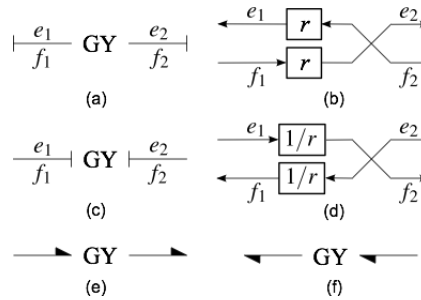 e₁ GY e₂
f₁ f₂
(a)
e₁ r e₂
f₁ r f₂
(b)
e₁ GY e₂
f₁ f₂
(c)
e₁ 1/r e₂
f₁ 1/r f₂
(d)
GY
(e)
GY
(f)